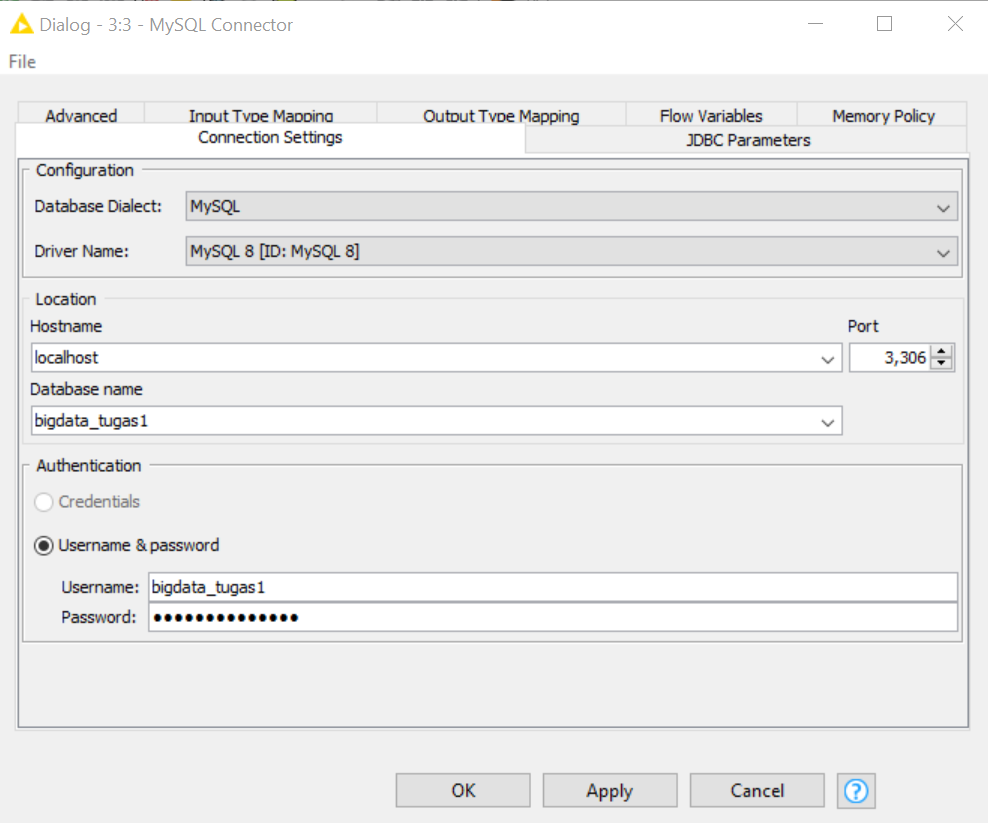 Dialog - 3:3 - MySQL Connector
File
Advanced Input Type Mapping Output Type Mapping Flow Variables Memory Policy
Connection Settings JDBC Parameters
Configuration
Database Dialect: MySQL
Driver Name: MySQL 8 [ID: MySQL 8]
Location
Hostname Port
localhost 3,306
Database name
bigdata_tugas1
Authentication
Credentials
Username & password
Username: bigdata_tugas1
Password: ••••••••••••••
OK Apply Cancel ?